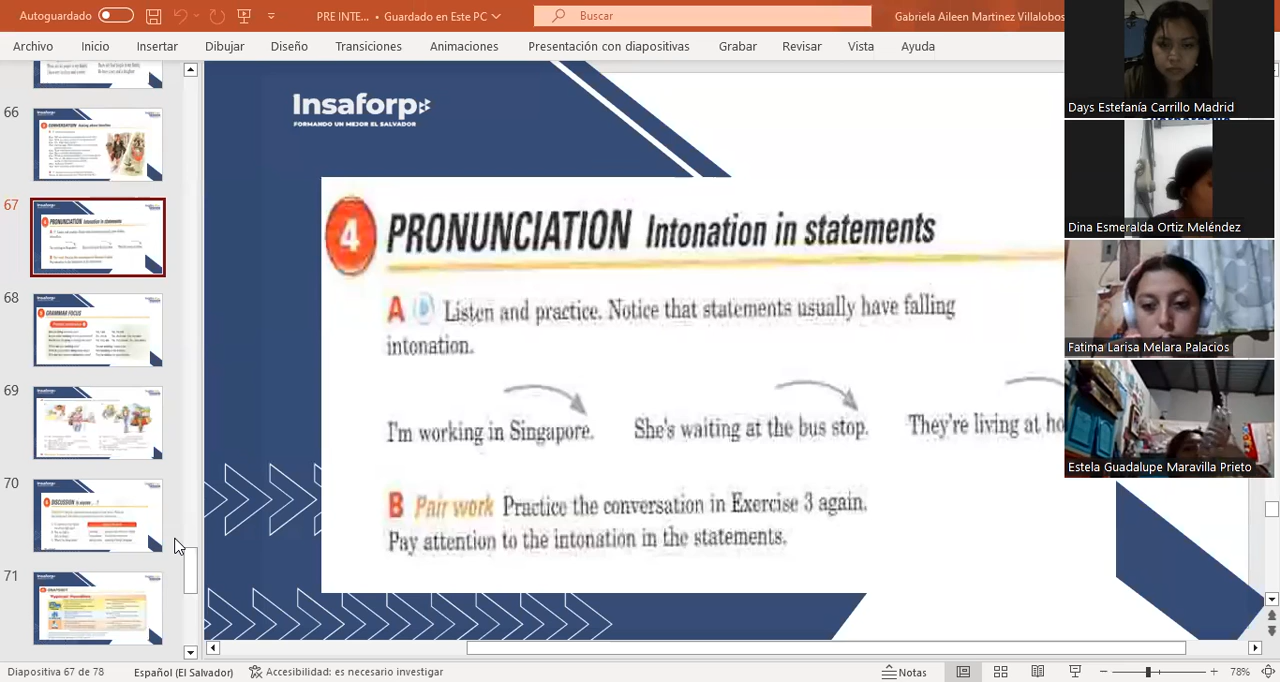 Autoguardado
PRE INTE... • Guardado en Este PC
Buscar
Gabriela Aileen Martinez Villalobos
Archivo Inicio Insertar Dibujar Diseño Transiciones Animaciones Presentación con diapositivas Grabar Revisar Vista Ayuda
66
67
68
69
70
71
Insaforp
FORMANDO UN MEJOR EL SALVADOR
4 PRONUNCIATION Intonation in statements
A Listen and practice. Notice that statements usually have falling
intonation.
I'm working in Singapore. She's waiting at the bus stop. They're living at ho
B Pair work Practice the conversation in Exercise 3 again.
Pay attention to the intonation in the statements.
Days Estefanía Carrillo Madrid
Dina Esmeralda Ortiz Meléndez
Fatima Larisa Melara Palacios
Estela Guadalupe Maravilla Prieto
Diapositiva 67 de 78 Español (El Salvador) Accesibilidad: es necesario investigar Notas 78%